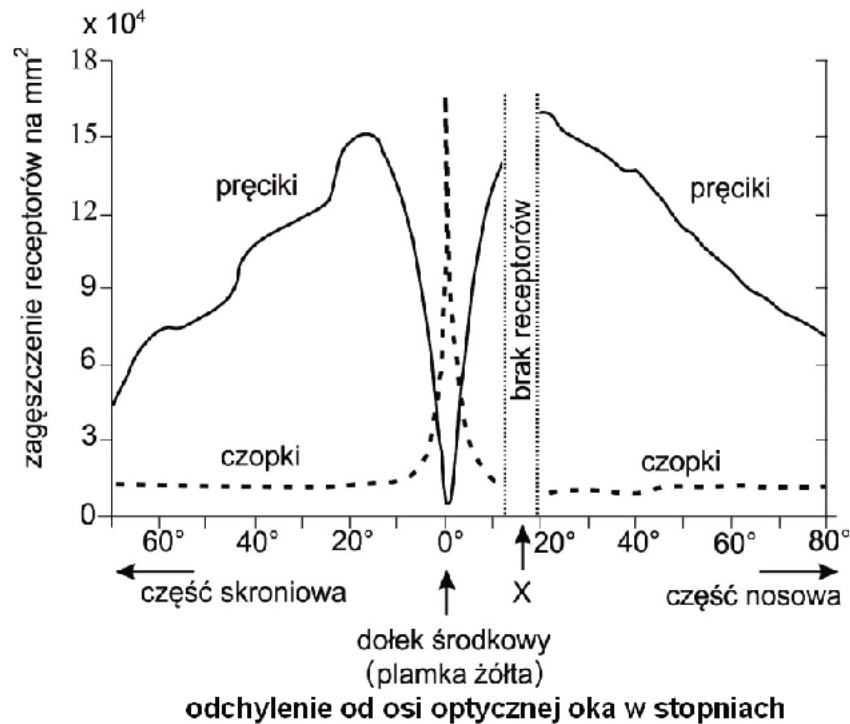 x 10⁴
zagęszczenie receptorów na mm²
18
15
12
9
6
3
0
pręciki
pręciki
brak receptorów
czopki
czopki
60° 40° 20° 0° 20° 40° 60° 80°
część skroniowa
X
część nosowa
dołek środkowy
(plamka żółta)
odchylenie od osi optycznej oka w stopniach